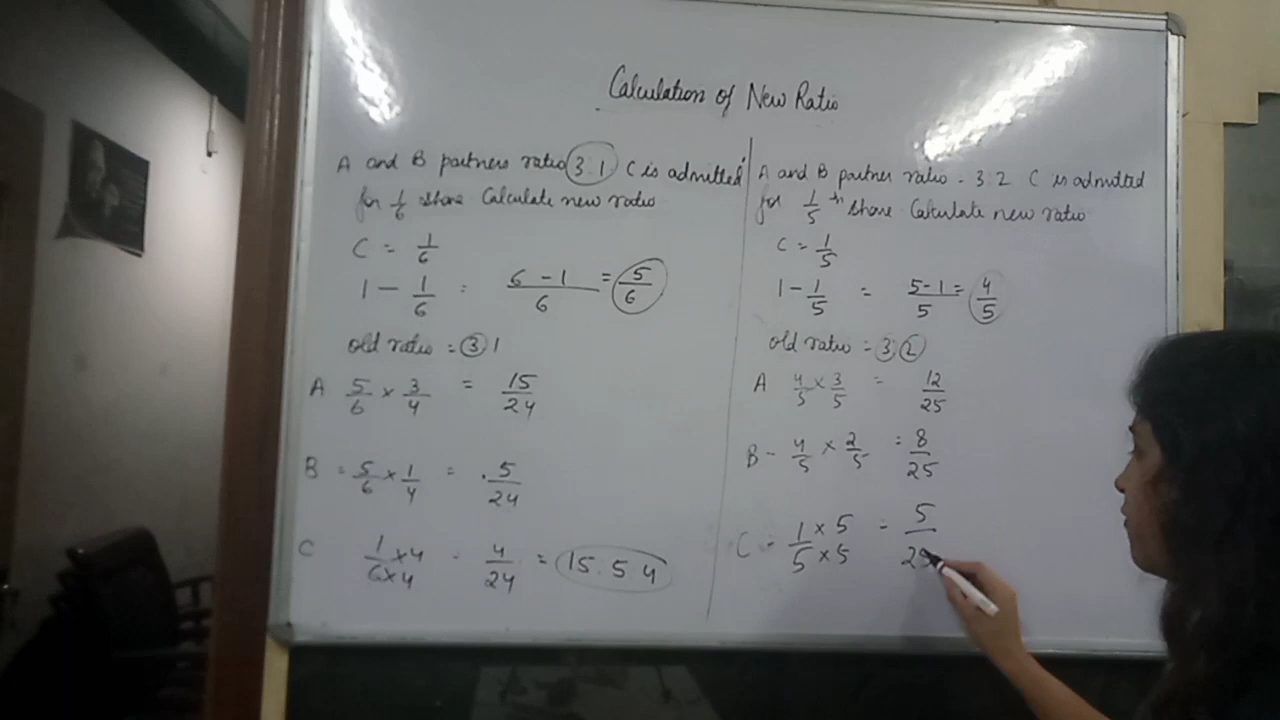 Calculation of New Ratio
A and B partners ratio 3:1 C is admitted
for 1/6 share Calculate new ratio
C = 1/6
1 - 1/6 = 6-1/6 = 5/6
old ratio = 3 1
A 5/6 × 3/4 = 15/24
B = 5/6 × 1/4 = 5/24
C 1×4/6×4 - 4/24 = 15:5:4
A and B partner ratio - 3:2 C is admitted
for 1/5 th share Calculate new ratio
C = 1/5
1 - 1/5 = 5-1/5 = 4/5
old ratio = 3:2
A 4/5 × 3/5 = 12/25
B - 4/5 × 2/5 = 8/25
C - 1×5/5×5 = 5/25